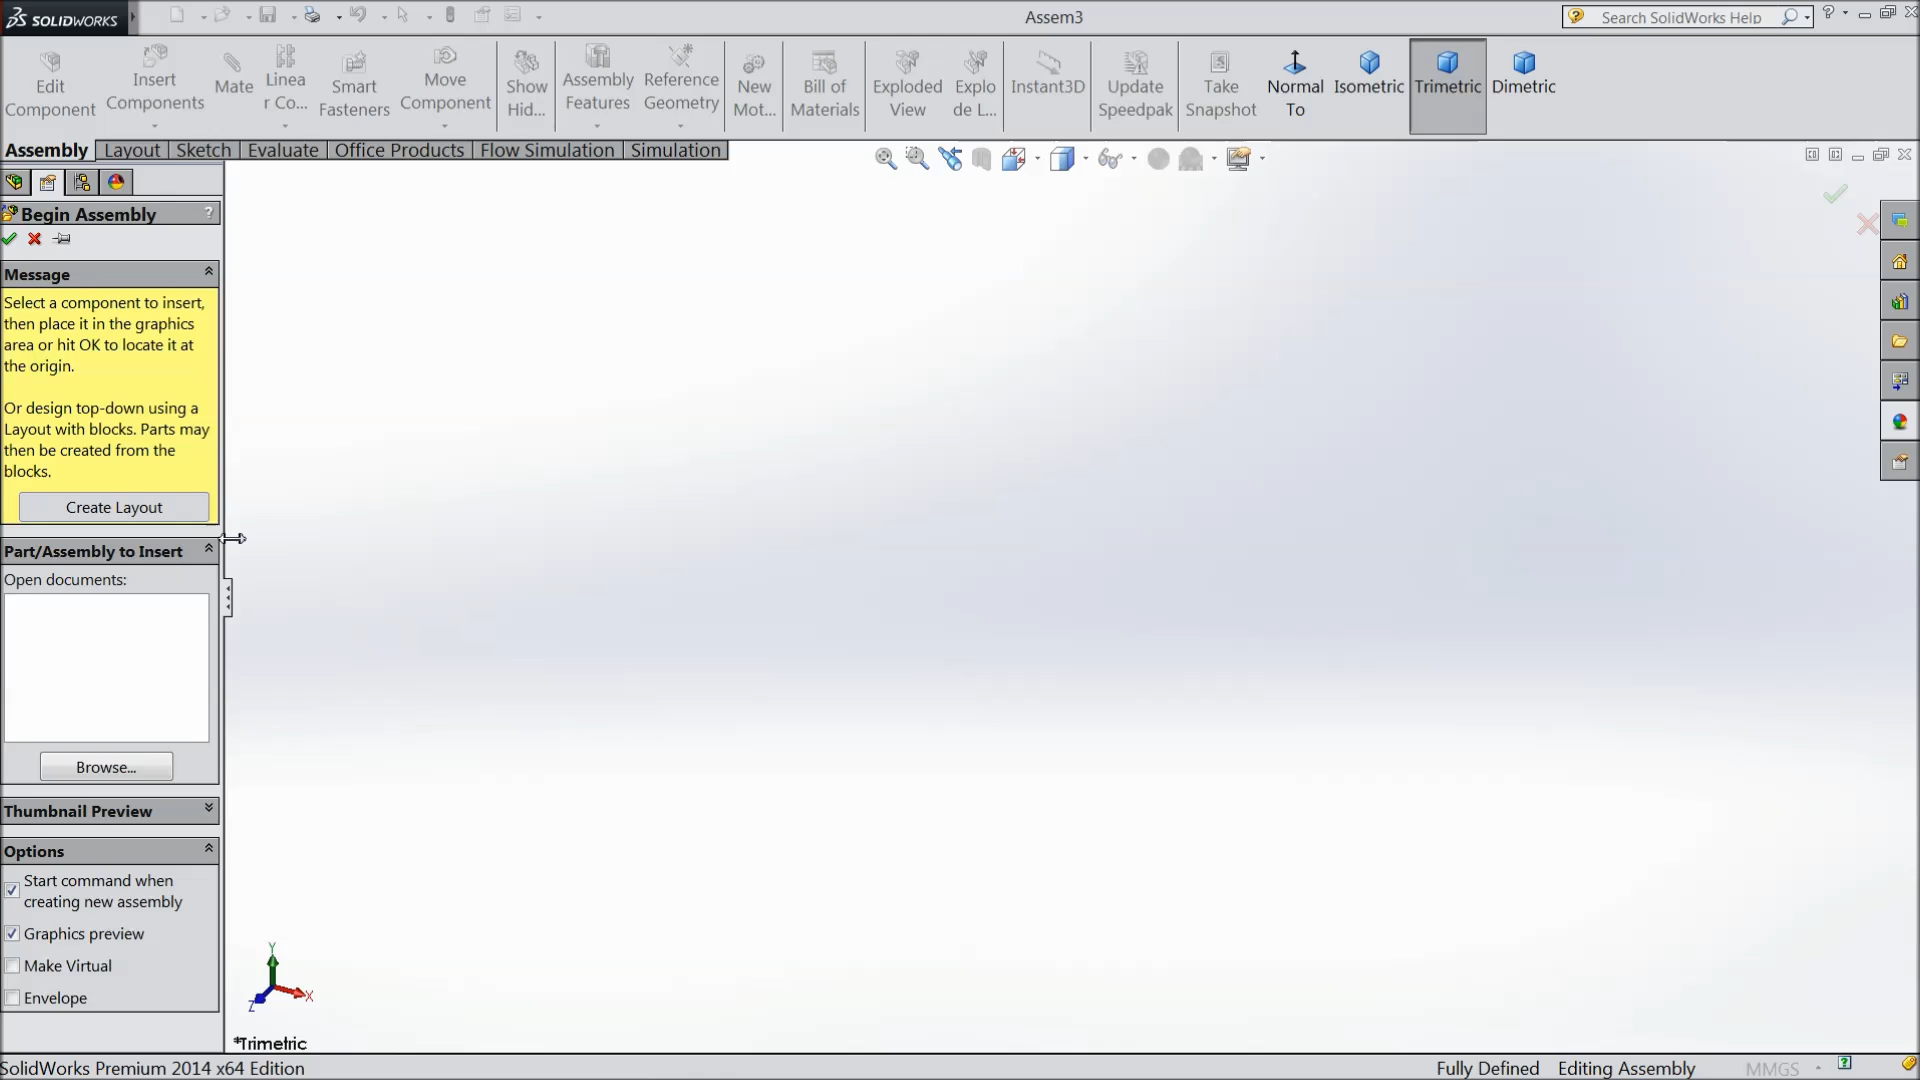 SOLIDWORKS
Assem3
Search SolidWorks Help
Edit Component
Insert Components
Mate
Linea r Co...
Smart Fasteners
Move Component
Show Hid...
Assembly Features
Reference Geometry
New Mot...
Bill of Materials
Exploded View
Explo de L...
Instant3D
Update Speedpak
Take Snapshot
Normal To
Isometric
Trimetric
Dimetric
Assembly Layout Sketch Evaluate Office Products Flow Simulation Simulation
Begin Assembly ?
Message
Select a component to insert,
then place it in the graphics
area or hit OK to locate it at
the origin.
Or design top-down using a
Layout with blocks. Parts may
then be created from the
blocks.
Create Layout
Part/Assembly to Insert
Open documents:
Browse...
Thumbnail Preview
Options
Start command when
creating new assembly
Graphics preview
Make Virtual
Envelope
Y
X
Z
*Trimetric
SolidWorks Premium 2014 x64 Edition
Fully Defined Editing Assembly MMGS